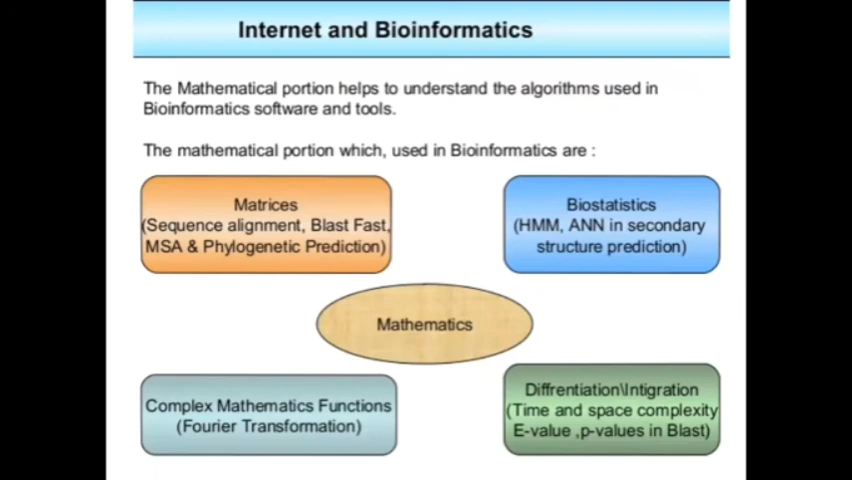 Internet and Bioinformatics
The Mathematical portion helps to understand the algorithms used in
Bioinformatics software and tools.
The mathematical portion which, used in Bioinformatics are :
Matrices
(Sequence alignment, Blast Fast,
MSA & Phylogenetic Prediction)
Biostatistics
(HMM, ANN in secondary
structure prediction)
Mathematics
Complex Mathematics Functions
(Fourier Transformation)
Diffrentiation\Intigration
(Time and space complexity
E-value ,p-values in Blast)